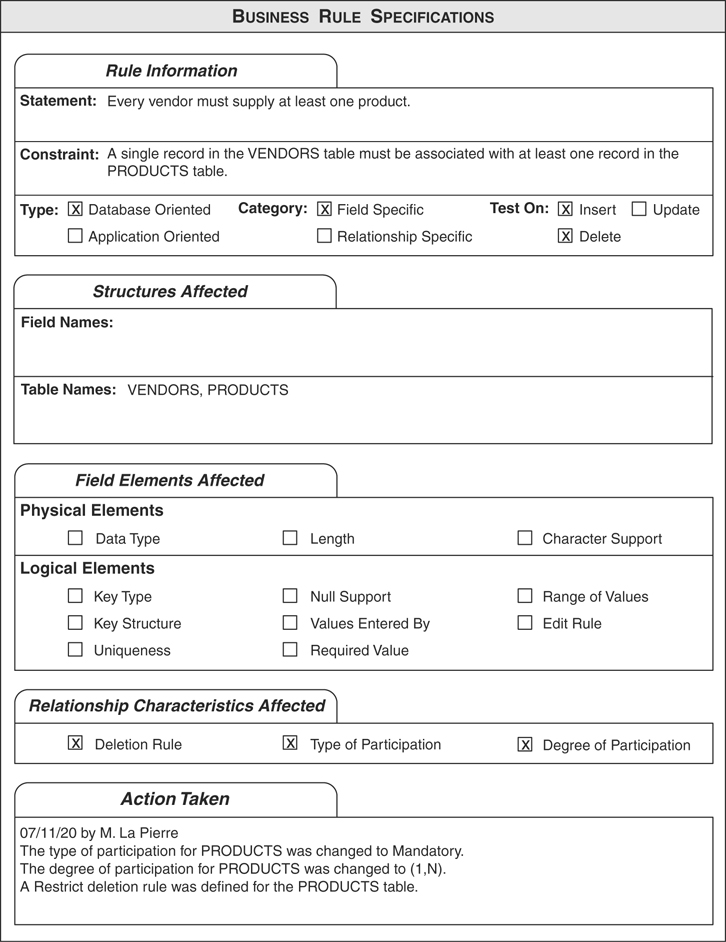 BUSINESS RULE SPECIFICATIONS
Rule Information
Statement: Every vendor must supply at least one product.
Constraint: A single record in the VENDORS table must be associated with at least one record in the
PRODUCTS table.
Type: X Database Oriented Category: X Field Specific Test On: X Insert Update
Application Oriented Relationship Specific X Delete
Structures Affected
Field Names:
Table Names: VENDORS, PRODUCTS
Field Elements Affected
Physical Elements
Data Type Length Character Support
Logical Elements
Key Type Null Support Range of Values
Key Structure Values Entered By Edit Rule
Uniqueness Required Value
Relationship Characteristics Affected
X Deletion Rule X Type of Participation X Degree of Participation
Action Taken
07/11/20 by M. La Pierre
The type of participation for PRODUCTS was changed to Mandatory.
The degree of participation for PRODUCTS was changed to (1,N).
A Restrict deletion rule was defined for the PRODUCTS table.